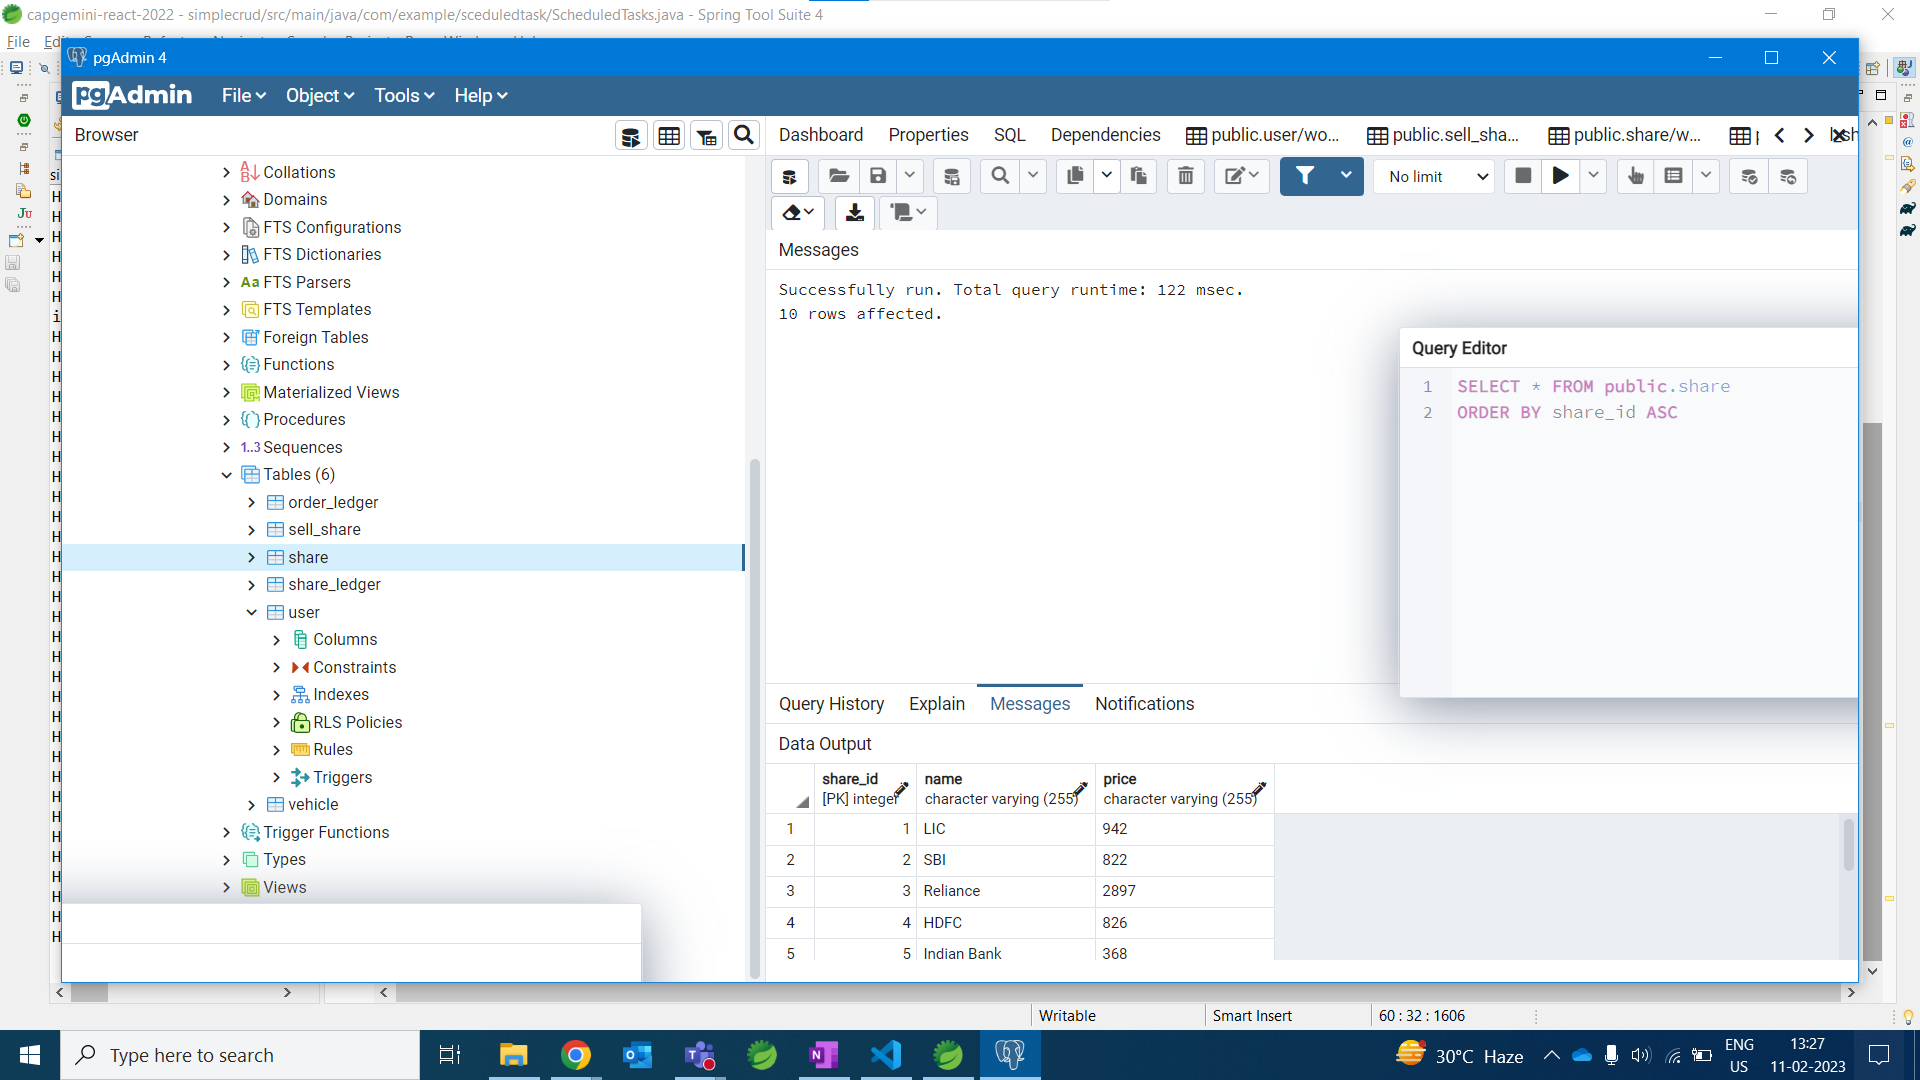 capgemini-react-2022 - simplecrud/src/main/java/com/example/sceduledtask/ScheduledTasks.java - Spring Tool Suite 4
File
pgAdmin 4
pgAdmin File Object Tools Help
Browser
Dashboard Properties SQL Dependencies public.user/wo... public.sell_sha... public.share/w...
Collations
Domains
FTS Configurations
FTS Dictionaries
Aa FTS Parsers
FTS Templates
Foreign Tables
Functions
Materialized Views
Procedures
1..3 Sequences
Tables (6)
order_ledger
sell_share
share
share_ledger
user
Columns
Constraints
Indexes
RLS Policies
Rules
Triggers
vehicle
Trigger Functions
Types
Views
No limit
Messages
Successfully run. Total query runtime: 122 msec.
10 rows affected.
Query Editor
1 SELECT * FROM public.share
2 ORDER BY share_id ASC
Query History Explain Messages Notifications
Data Output
share_id name price
[PK] integer character varying (255) character varying (255)
1 1 LIC 942
2 2 SBI 822
3 3 Reliance 2897
4 4 HDFC 826
5 5 Indian Bank 368
Writable Smart Insert 60 : 32 : 1606
Type here to search
30°C Haze
ENG
US
13:27
11-02-2023